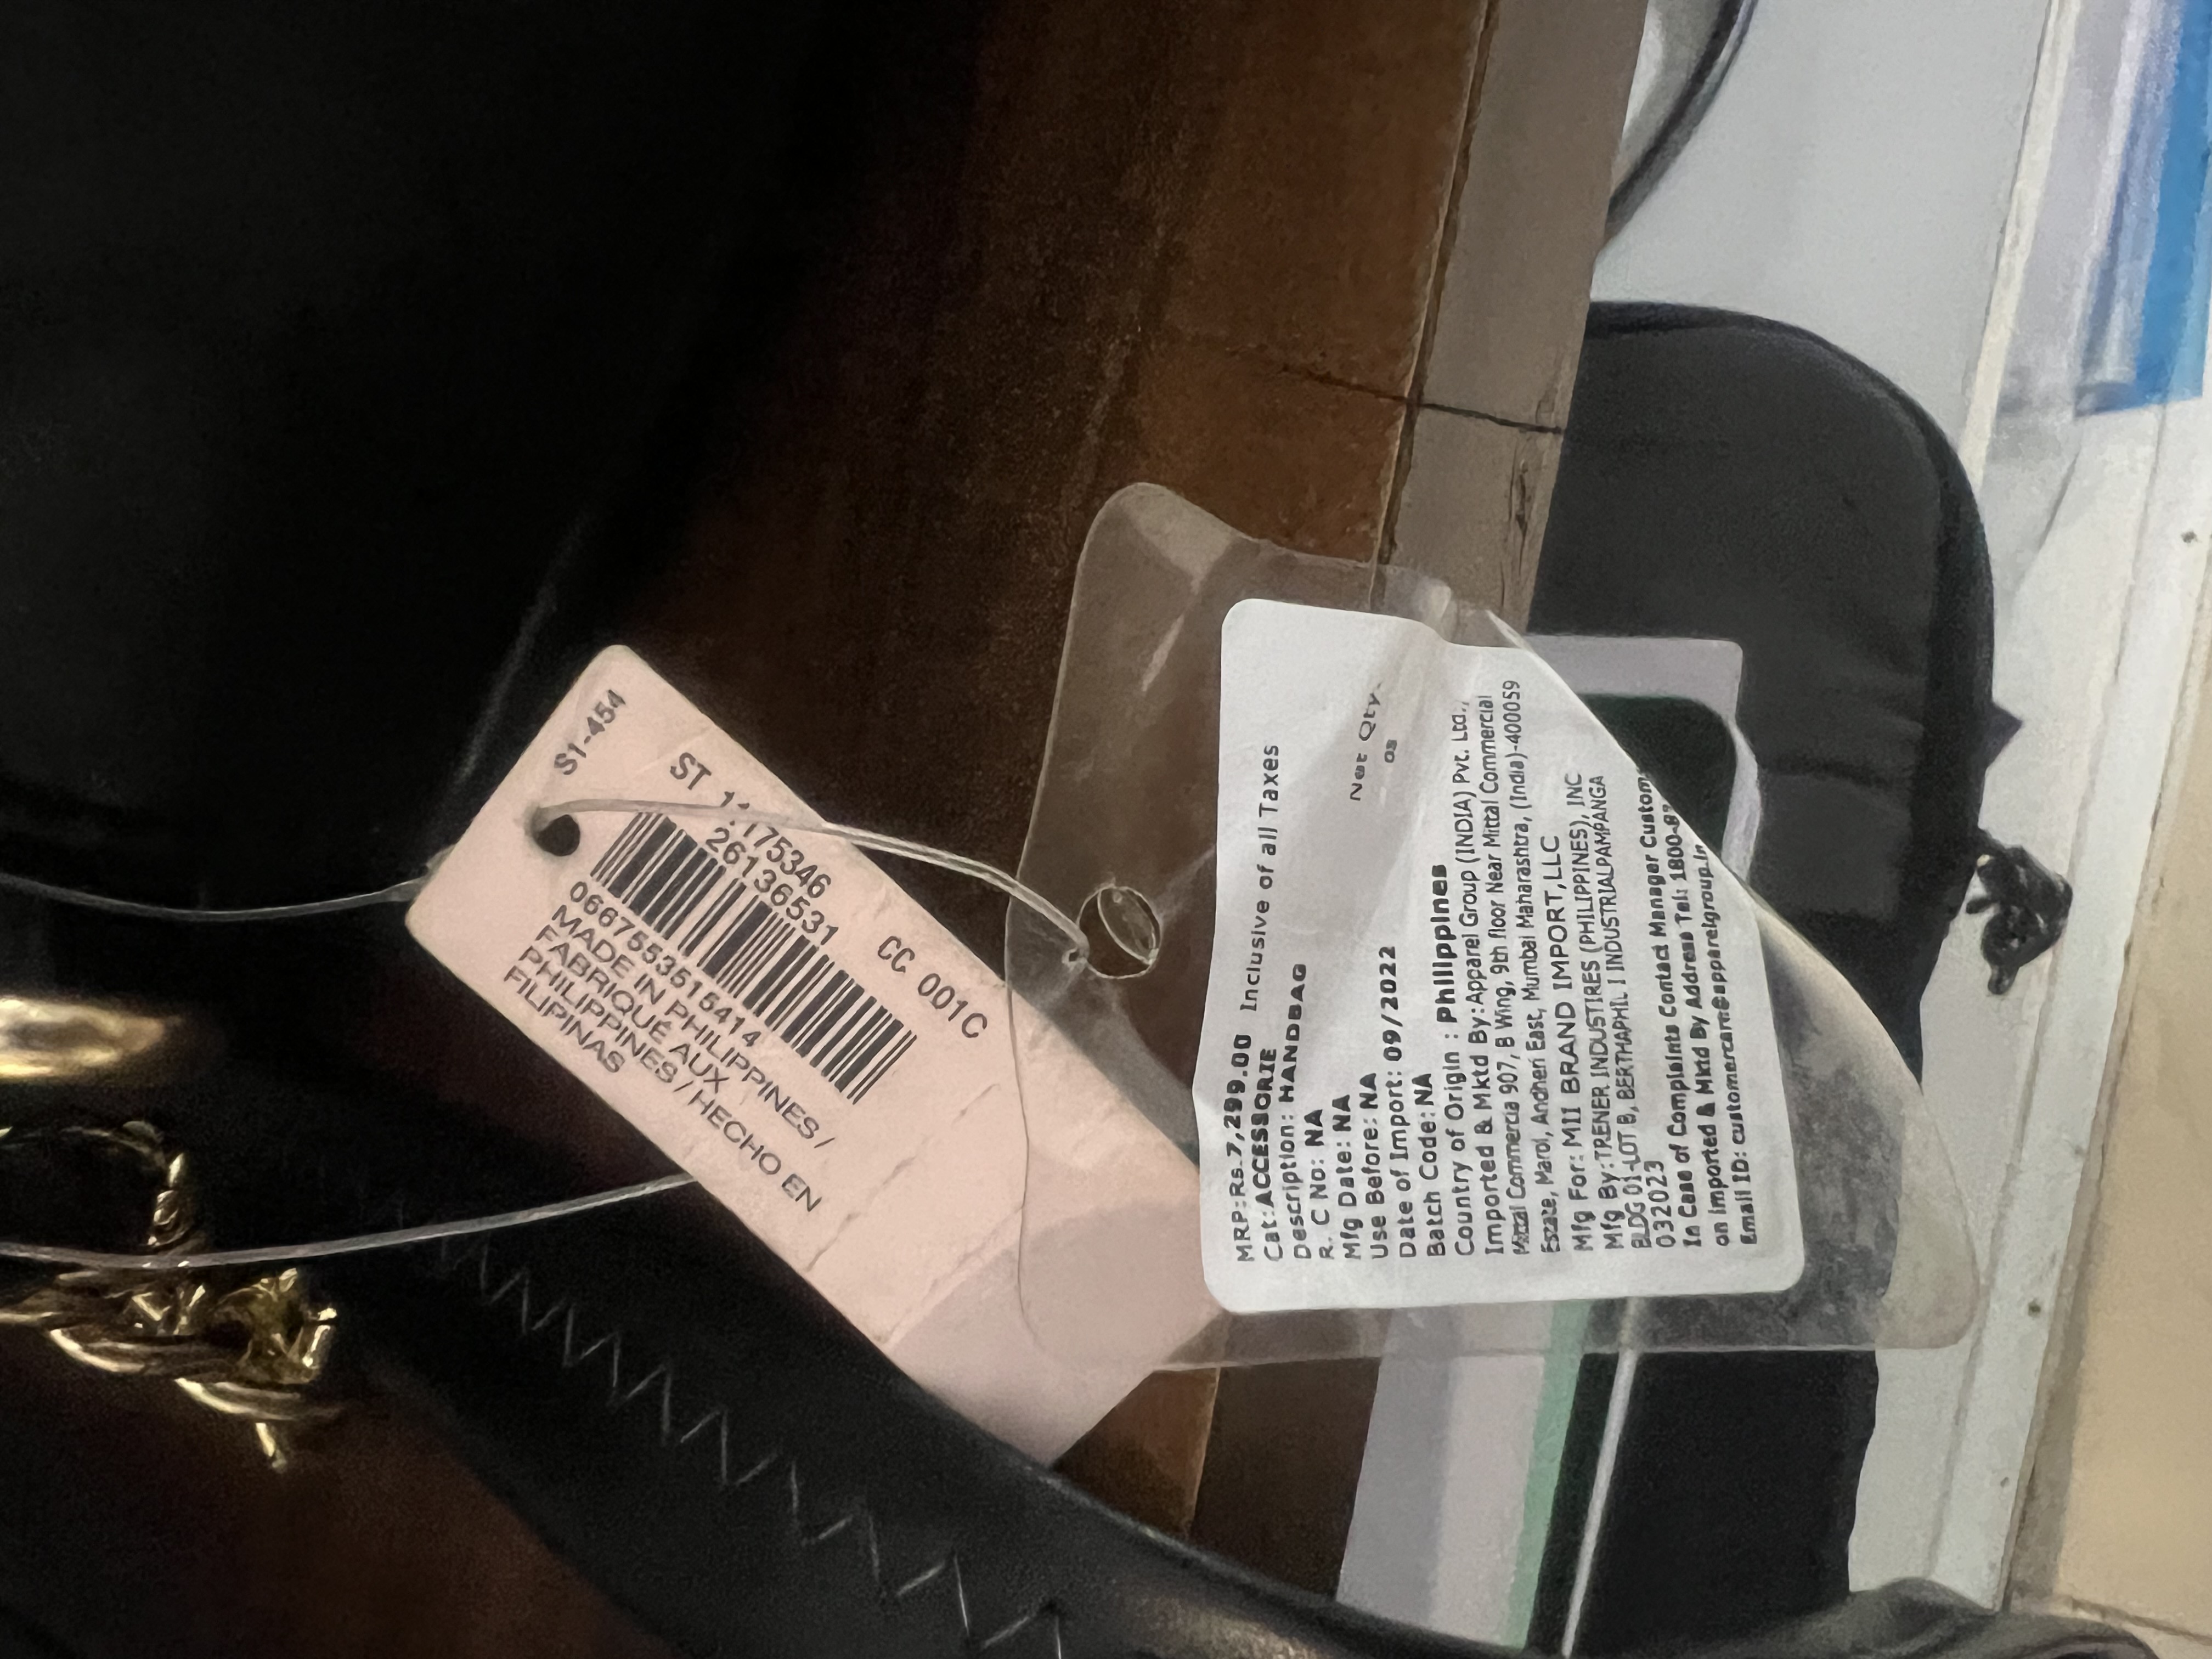 S1-454
ST
75346
26136531
CC 001C
0667553515414
MADE IN PHILIPPINES /
FABRIQUÉ AUX
PHILIPPINES / HECHO EN
FILIPINAS
MRP:Rs.7,299.00 Inclusive of all Taxes
Cat:ACCESSORIE
Description: HANDBAG
R. C No: NA
Mfg Date: NA
Use Before: NA
Date of Import: 09/2022
Batch Code: NA
Net Qty-
Country of Origin : Philippines
Imported & Mktd By:Apparel Group (INDIA) Pvt. Ltd.,
Mittal Commercia 907, B Wing, 9th floor Near Mittal Commercial
Estate, Marol, Andheri East, Mumbai Maharashtra, (India)-400059
Mfg For: MII BRAND IMPORT,LLC
Mfg By:TRENER INDUSTIRES (PHILIPPINES), INC
BLDG 01-LOT B, BERTHAPHIL I INDUSTRIALPAMPANGA
032023
In Case of Complaints Contact Manager Custom
on Imported & Mktd By Address Tel: 1800-
Email ID: customercare@apparelgroup.in